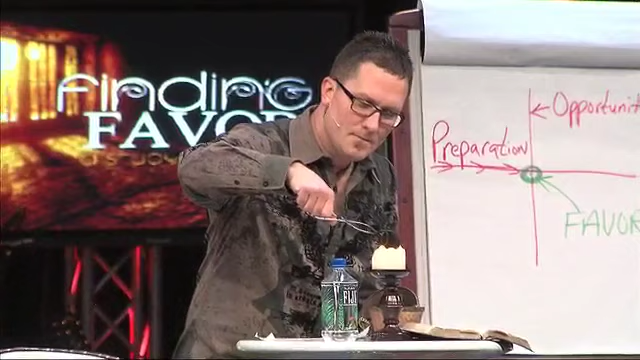 Finding
FAVOR
Opportunit
Preparation
FAVOR
FIJI